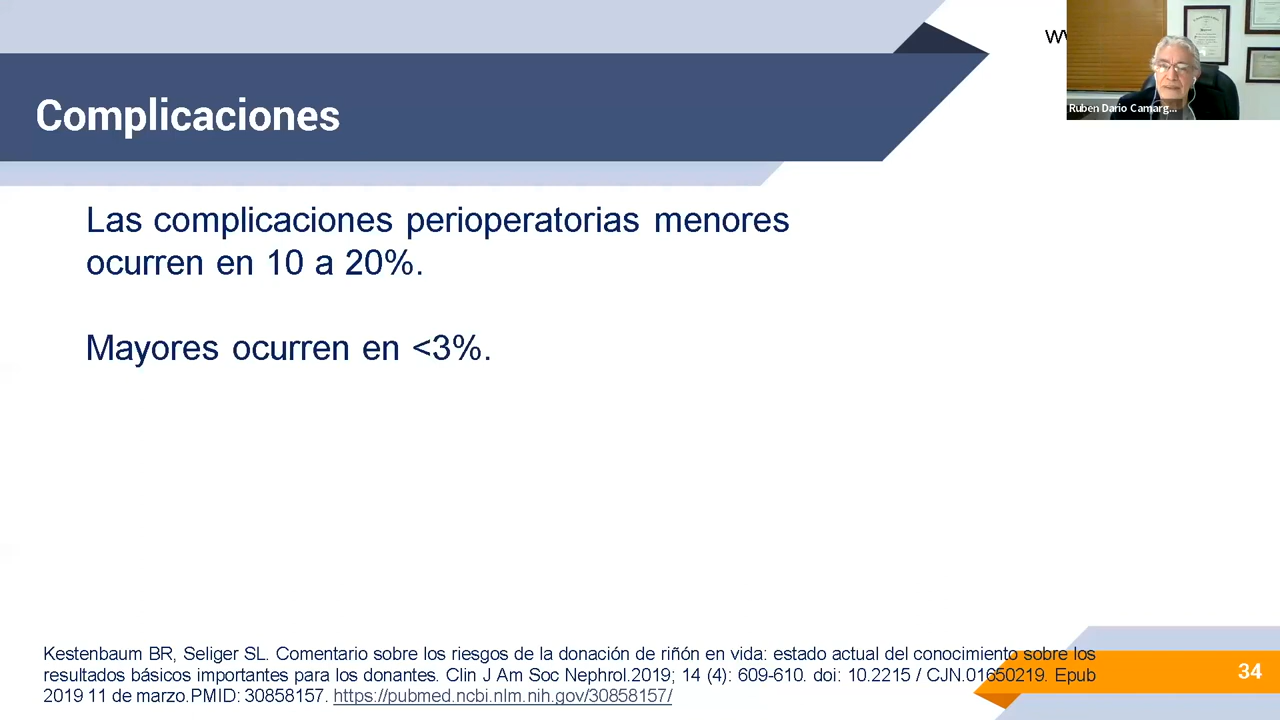 Complicaciones
Ruben Dario Camarg...
Las complicaciones perioperatorias menores
ocurren en 10 a 20%.
Mayores ocurren en <3%.
Kestenbaum BR, Seliger SL. Comentario sobre los riesgos de la donación de riñón en vida: estado actual del conocimiento sobre los
resultados básicos importantes para losdonantes. Clin J Am Soc Nephrol.2019; 14 (4): 609-610. doi: 10.2215 / CJN.01650219. Epub
2019 11 de marzo.PMID: 30858157. https://pubmed.ncbi.nlm.nih.gov/30858157/
34